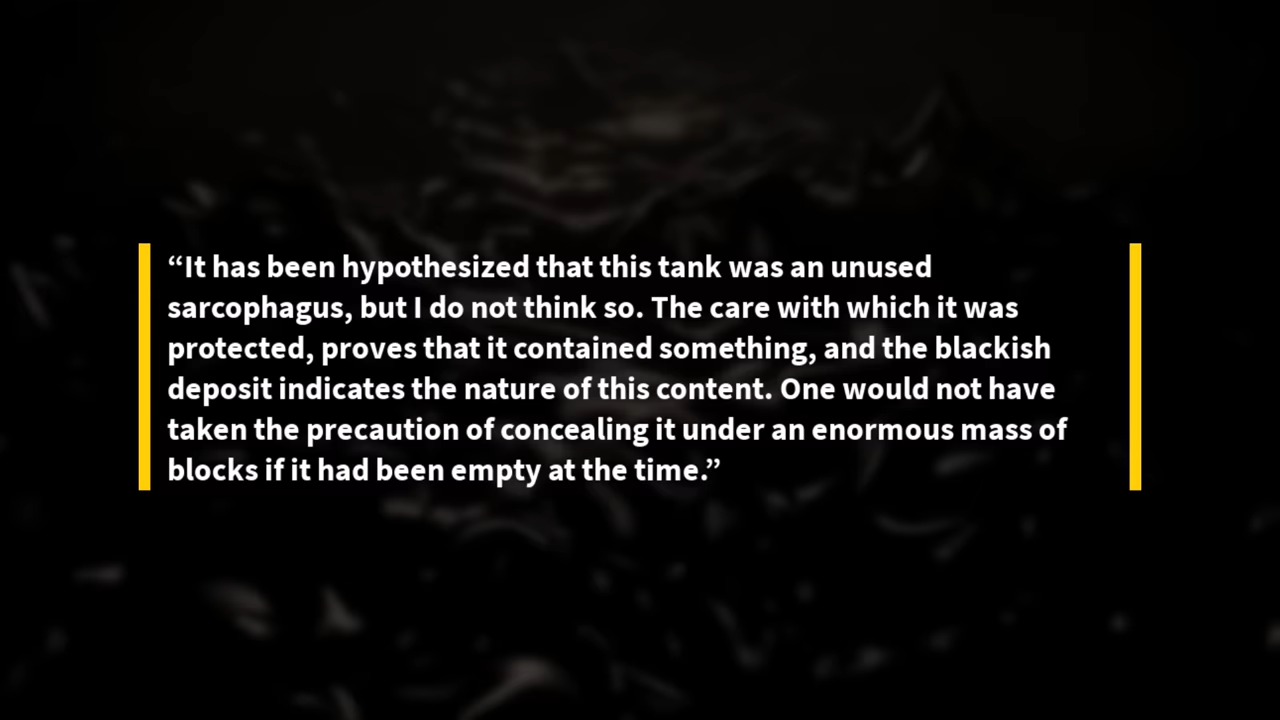 “It has been hypothesized that this tank was an unused
sarcophagus, but I do not think so. The care with which it was
protected, proves that it contained something, and the blackish
deposit indicates the nature of this content. One would not have
taken the precaution of concealing it under an enormous mass of
blocks if it had been empty at the time.”